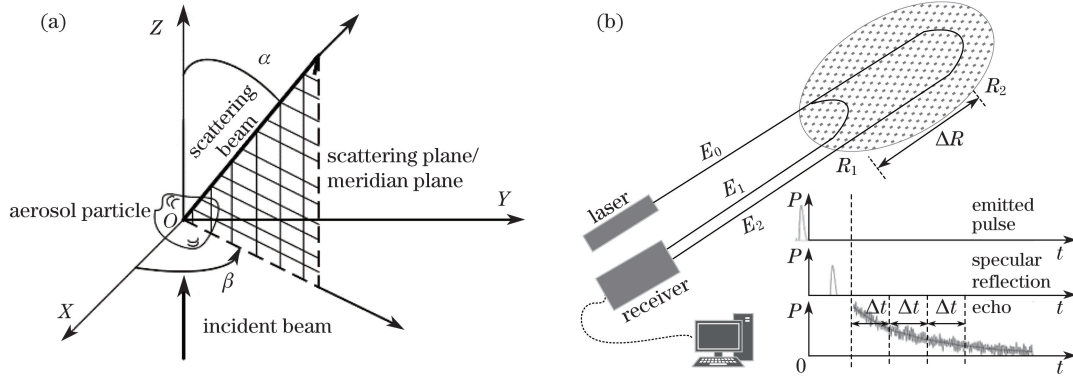 (a)
Z
α
scattering
beam
scattering plane/
meridian plane
aerosol particle
O
Y
β
X
incident beam
(b)
R₂
ΔR
R₁
E₀
E₁
E₂
laser
receiver
P
emitted
pulse
t
P
specular
reflection
t
P
Δt Δt Δt
echo
0
t